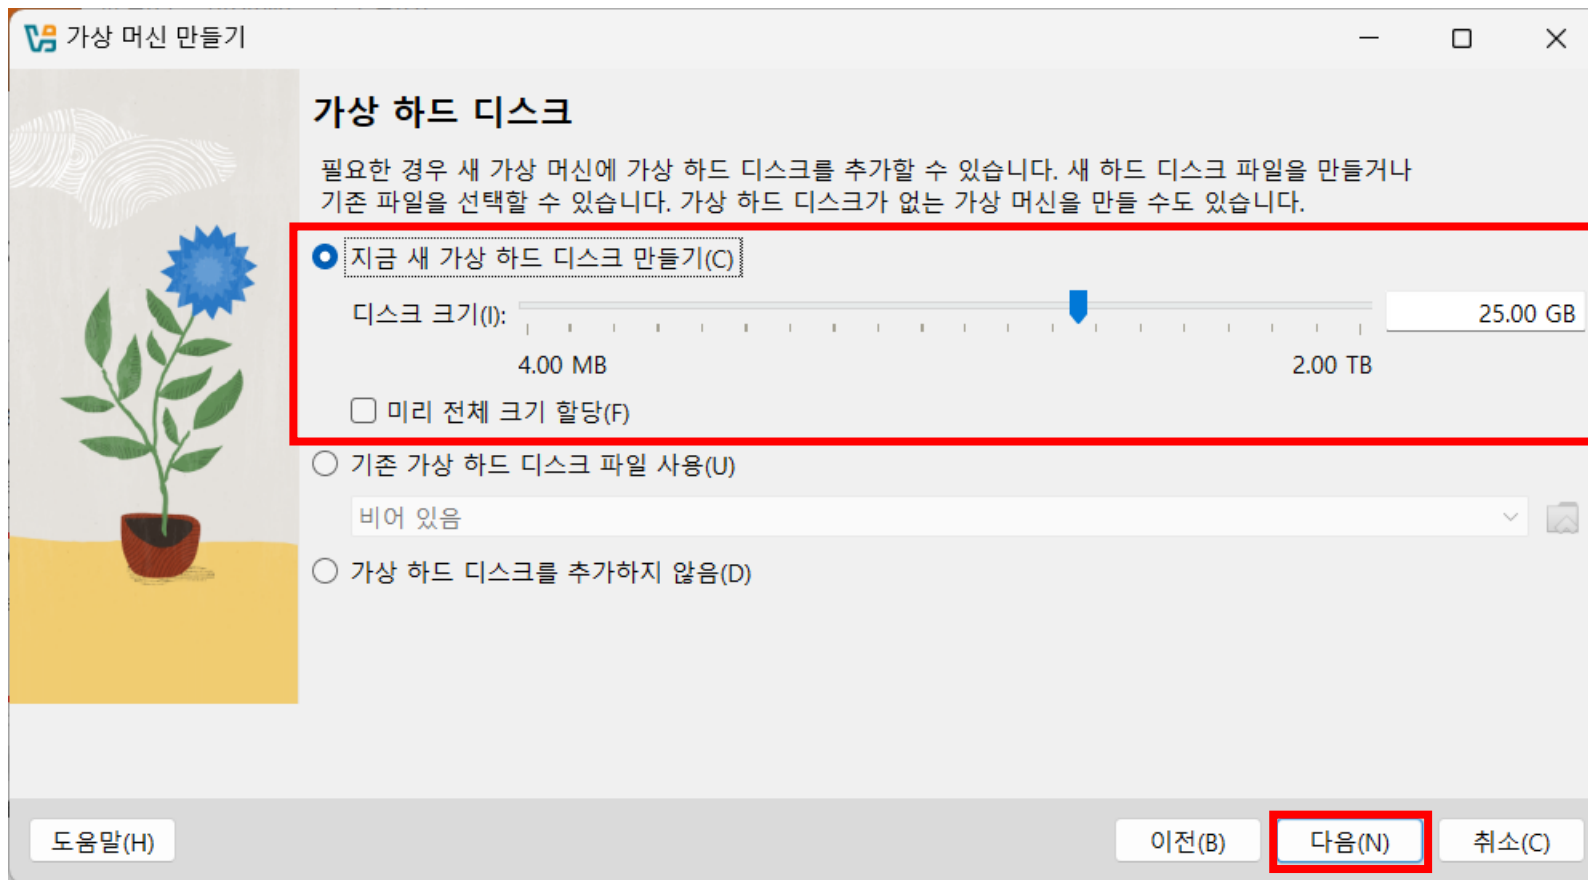 가상 머신 만들기
가상 하드 디스크
필요한 경우 새 가상 머신에 가상 하드 디스크를 추가할 수 있습니다. 새 하드 디스크 파일을 만들거나
기존 파일을 선택할 수 있습니다. 가상 하드 디스크가 없는 가상 머신을 만들 수도 있습니다.
지금 새 가상 하드 디스크 만들기(C)
디스크 크기(I): 25.00 GB
4.00 MB 2.00 TB
미리 전체 크기 할당(F)
기존 가상 하드 디스크 파일 사용(U)
비어 있음
가상 하드 디스크를 추가하지 않음(D)
도움말(H) 이전(B) 다음(N) 취소(C)